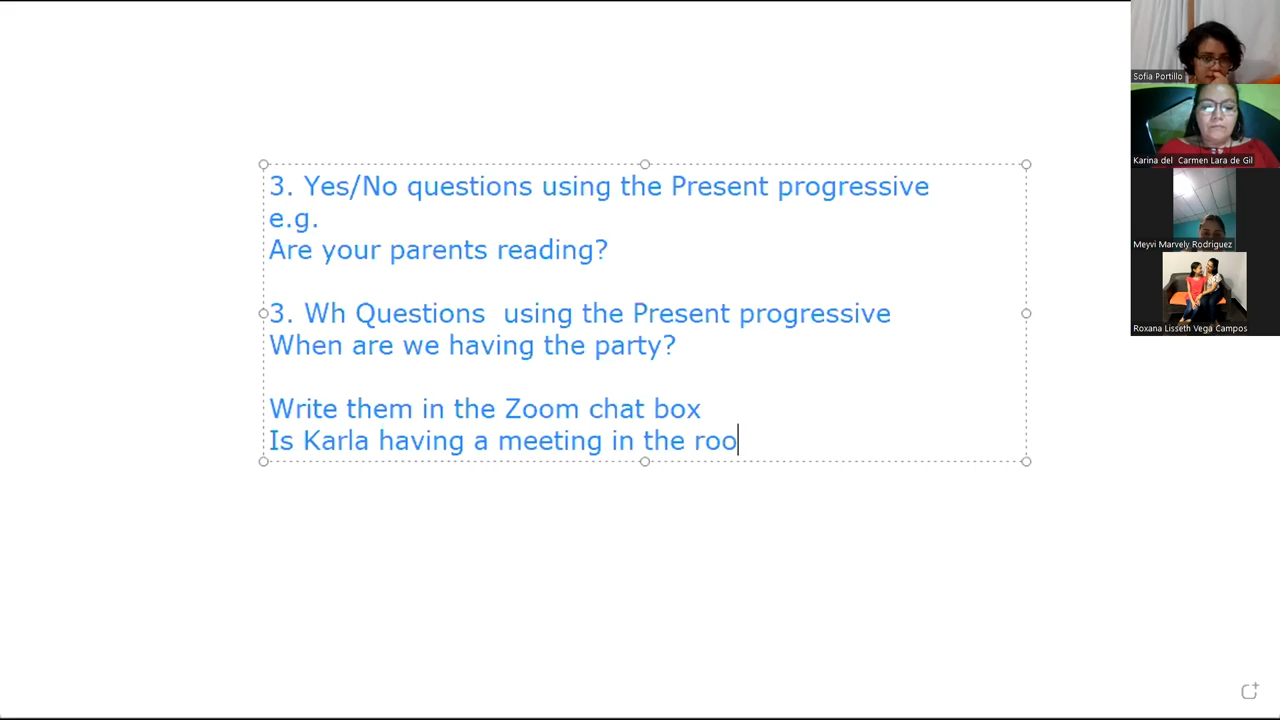 3. Yes/No questions using the Present progressive
e.g.
Are your parents reading?
3. Wh Questions  using the Present progressive
When are we having the party?
Write them in the Zoom chat box
Is Karla having a meeting in the roo
Sofia Portillo
Karina del  Carmen Lara de Gil
Meyvi Marvely Rodriguez
Roxana Lisseth Vega Campos